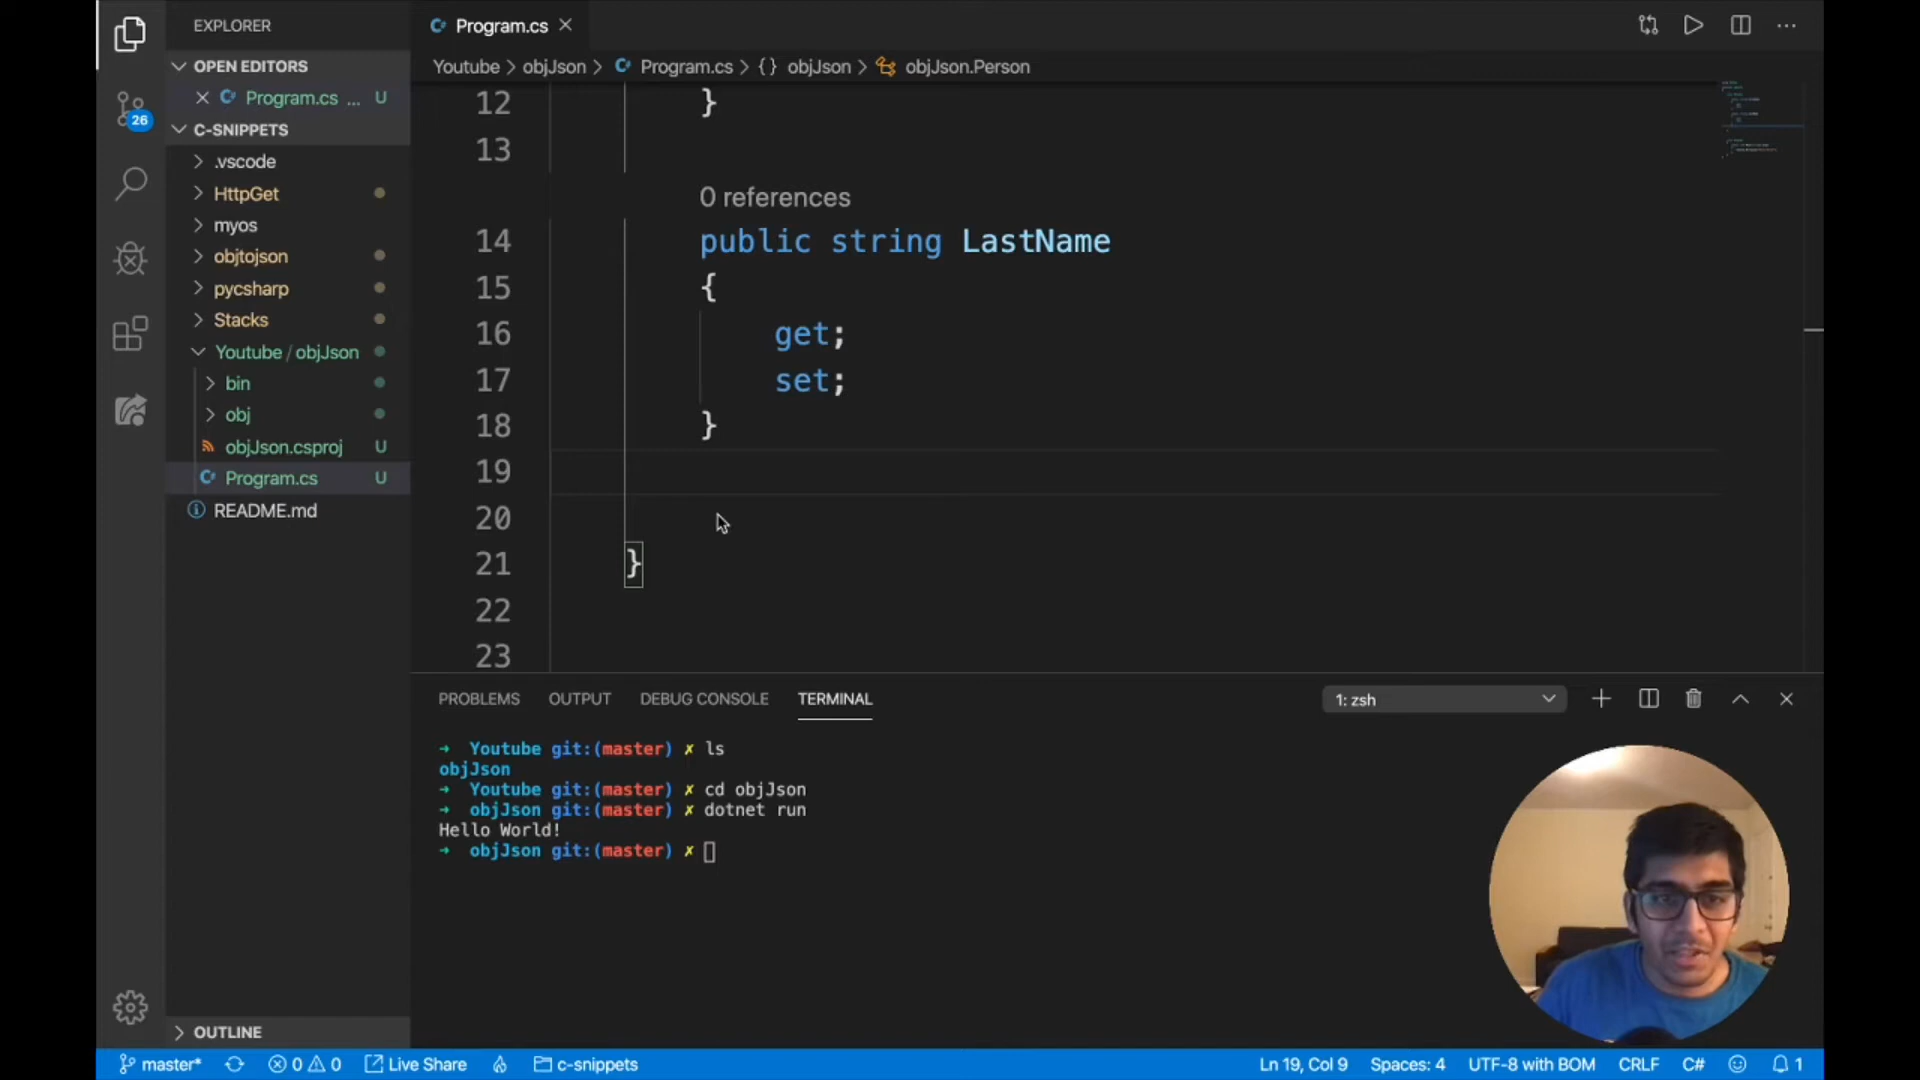 EXPLORER
OPEN EDITORS
Program.cs ... U
C-SNIPPETS
.vscode
HttpGet
myos
objtojson
pycsharp
Stacks
Youtube / objJson
bin
obj
objJson.csproj U
Program.cs U
README.md
OUTLINE
26
Program.cs
Youtube > objJson > Program.cs > {} objJson > objJson.Person
12 }
13
0 references
14 public string LastName
15 {
16 get;
17 set;
18 }
19
20
21 }
22
23
PROBLEMS OUTPUT DEBUG CONSOLE TERMINAL 1: zsh
➜ Youtube git:(master) ✗ ls
objJson
➜ Youtube git:(master) ✗ cd objJson
➜ objJson git:(master) ✗ dotnet run
Hello World!
➜ objJson git:(master) ✗
master* 0 0 Live Share c-snippets Ln 19, Col 9 Spaces: 4 UTF-8 with BOM CRLF C# 1